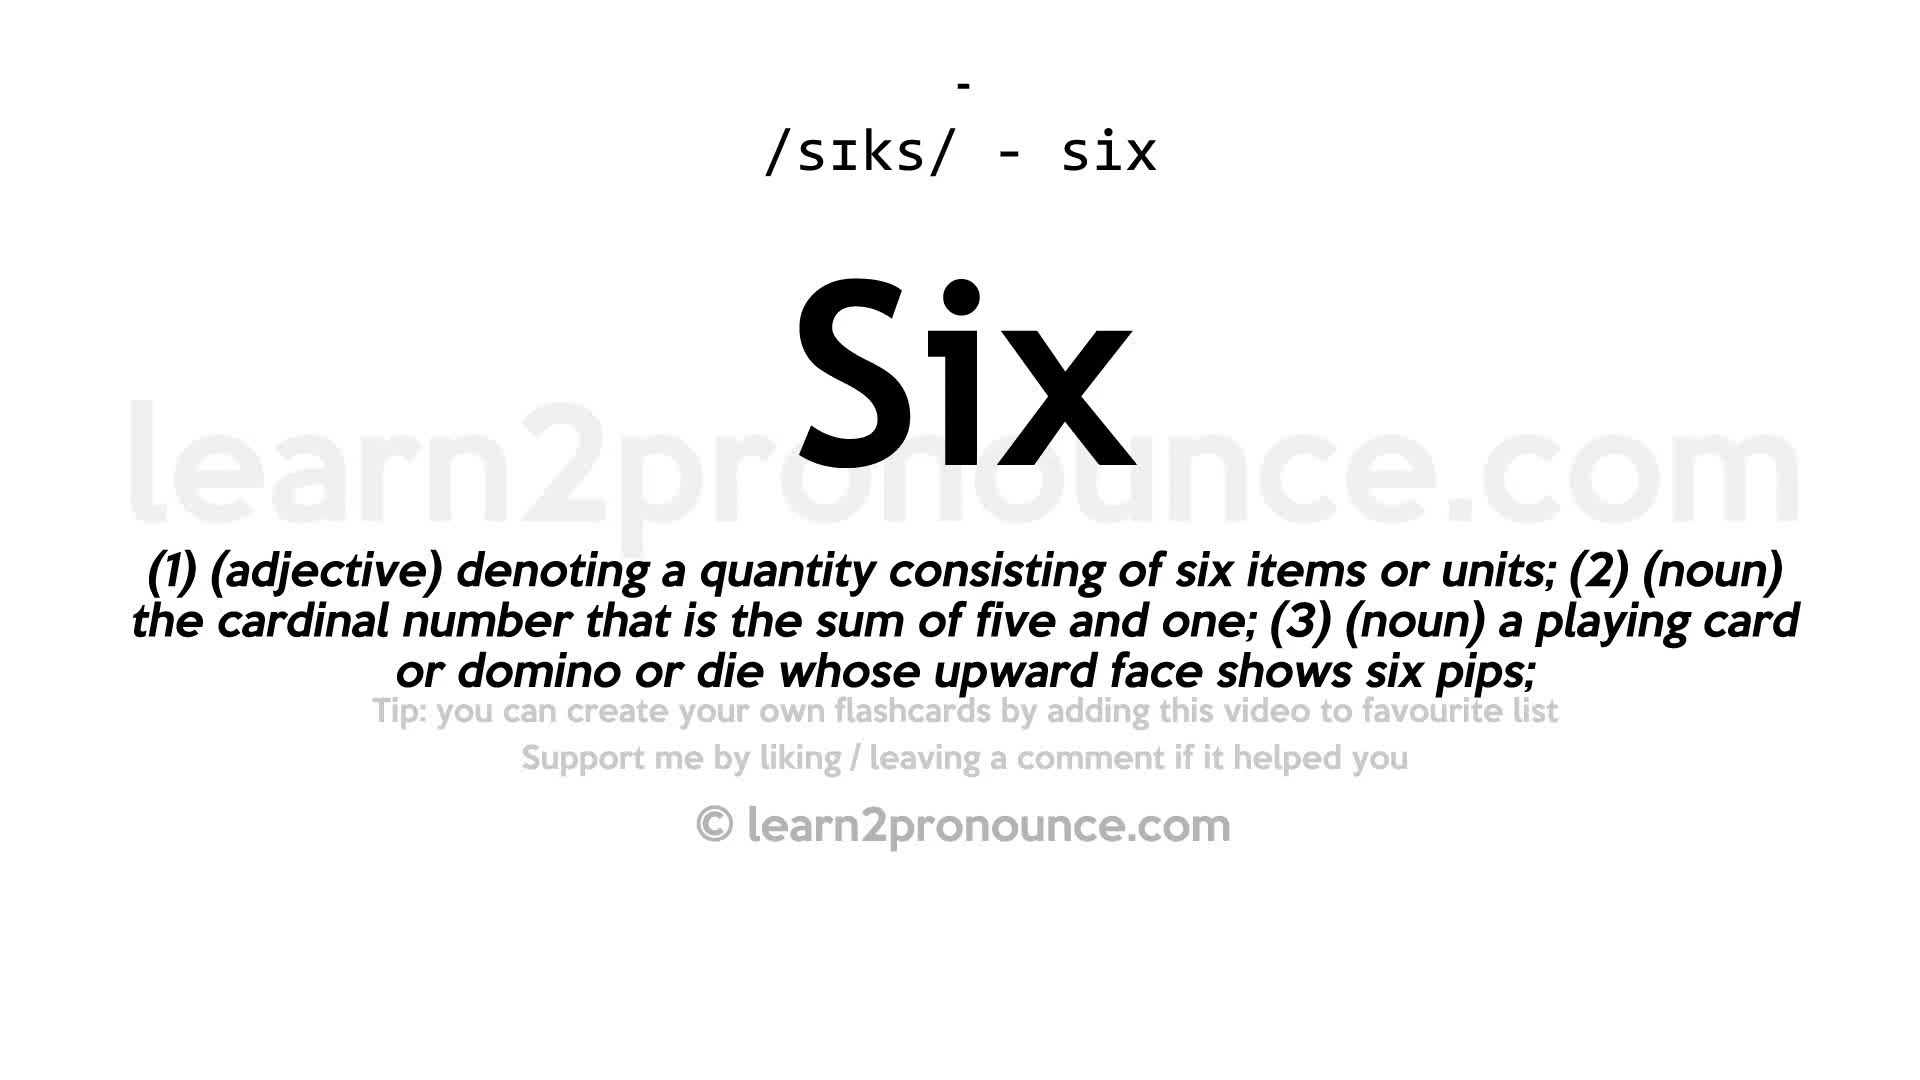 -
/sɪks/ - six
Six
learn2pronounce.com
(1) (adjective) denoting a quantity consisting of six items or units; (2) (noun)
the cardinal number that is the sum of five and one; (3) (noun) a playing card
or domino or die whose upward face shows six pips;
Tip: you can create your own flashcards by adding this video to favourite list
Support me by liking / leaving a comment if it helped you
© learn2pronounce.com